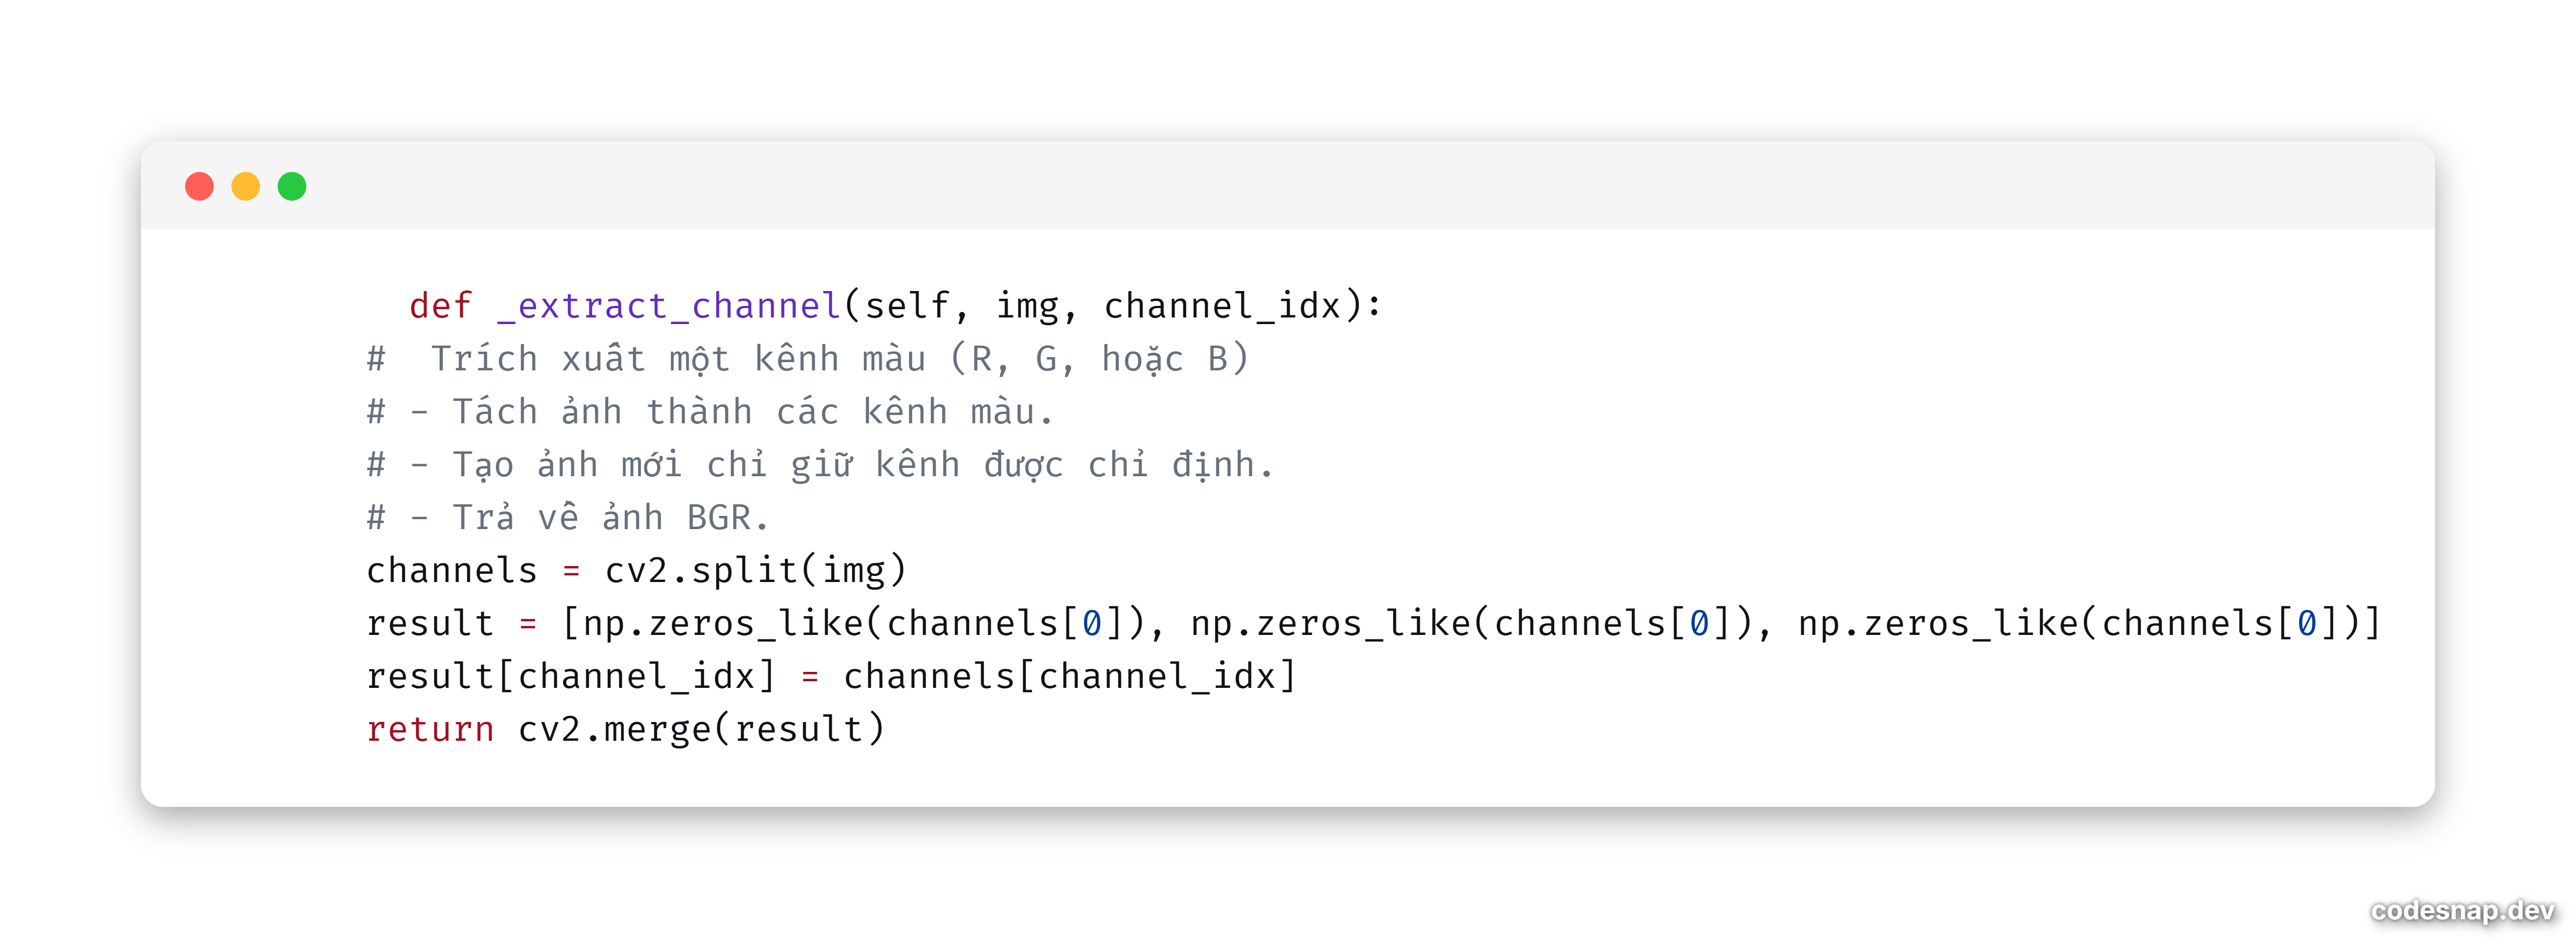 def _extract_channel(self, img, channel_idx):
#  Trích xuất một kênh màu (R, G, hoặc B)
# - Tách ảnh thành các kênh màu.
# - Tạo ảnh mới chỉ giữ kênh được chỉ định.
# - Trả về ảnh BGR.
channels = cv2.split(img)
result = [np.zeros_like(channels[0]), np.zeros_like(channels[0]), np.zeros_like(channels[0])]
result[channel_idx] = channels[channel_idx]
return cv2.merge(result)
codesnap.dev